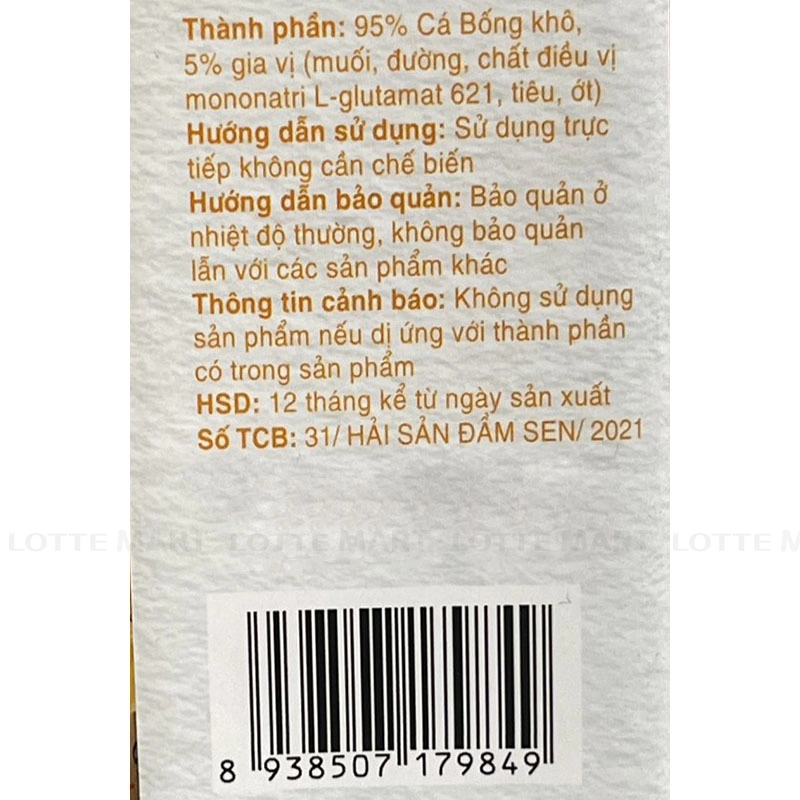 Thành phần: 95% Cá Bống khô,
5% gia vị (muối, đường, chất điều vị
mononatri L-glutamat 621, tiêu, ớt)
Hướng dẫn sử dụng: Sử dụng trực
tiếp không cần chế biến
Hướng dẫn bảo quản: Bảo quản ở
nhiệt độ thường, không bảo quản
lẫn với các sản phẩm khác
Thông tin cảnh báo: Không sử dụng
sản phẩm nếu dị ứng với thành phần
có trong sản phẩm
HSD: 12 tháng kể từ ngày sản xuất
Số TCB: 31/ HẢI SẢN ĐẦM SEN/ 2021
LOTTE MART LOTTE MART LOTTE MART LOTTE MA
8 938507 179849